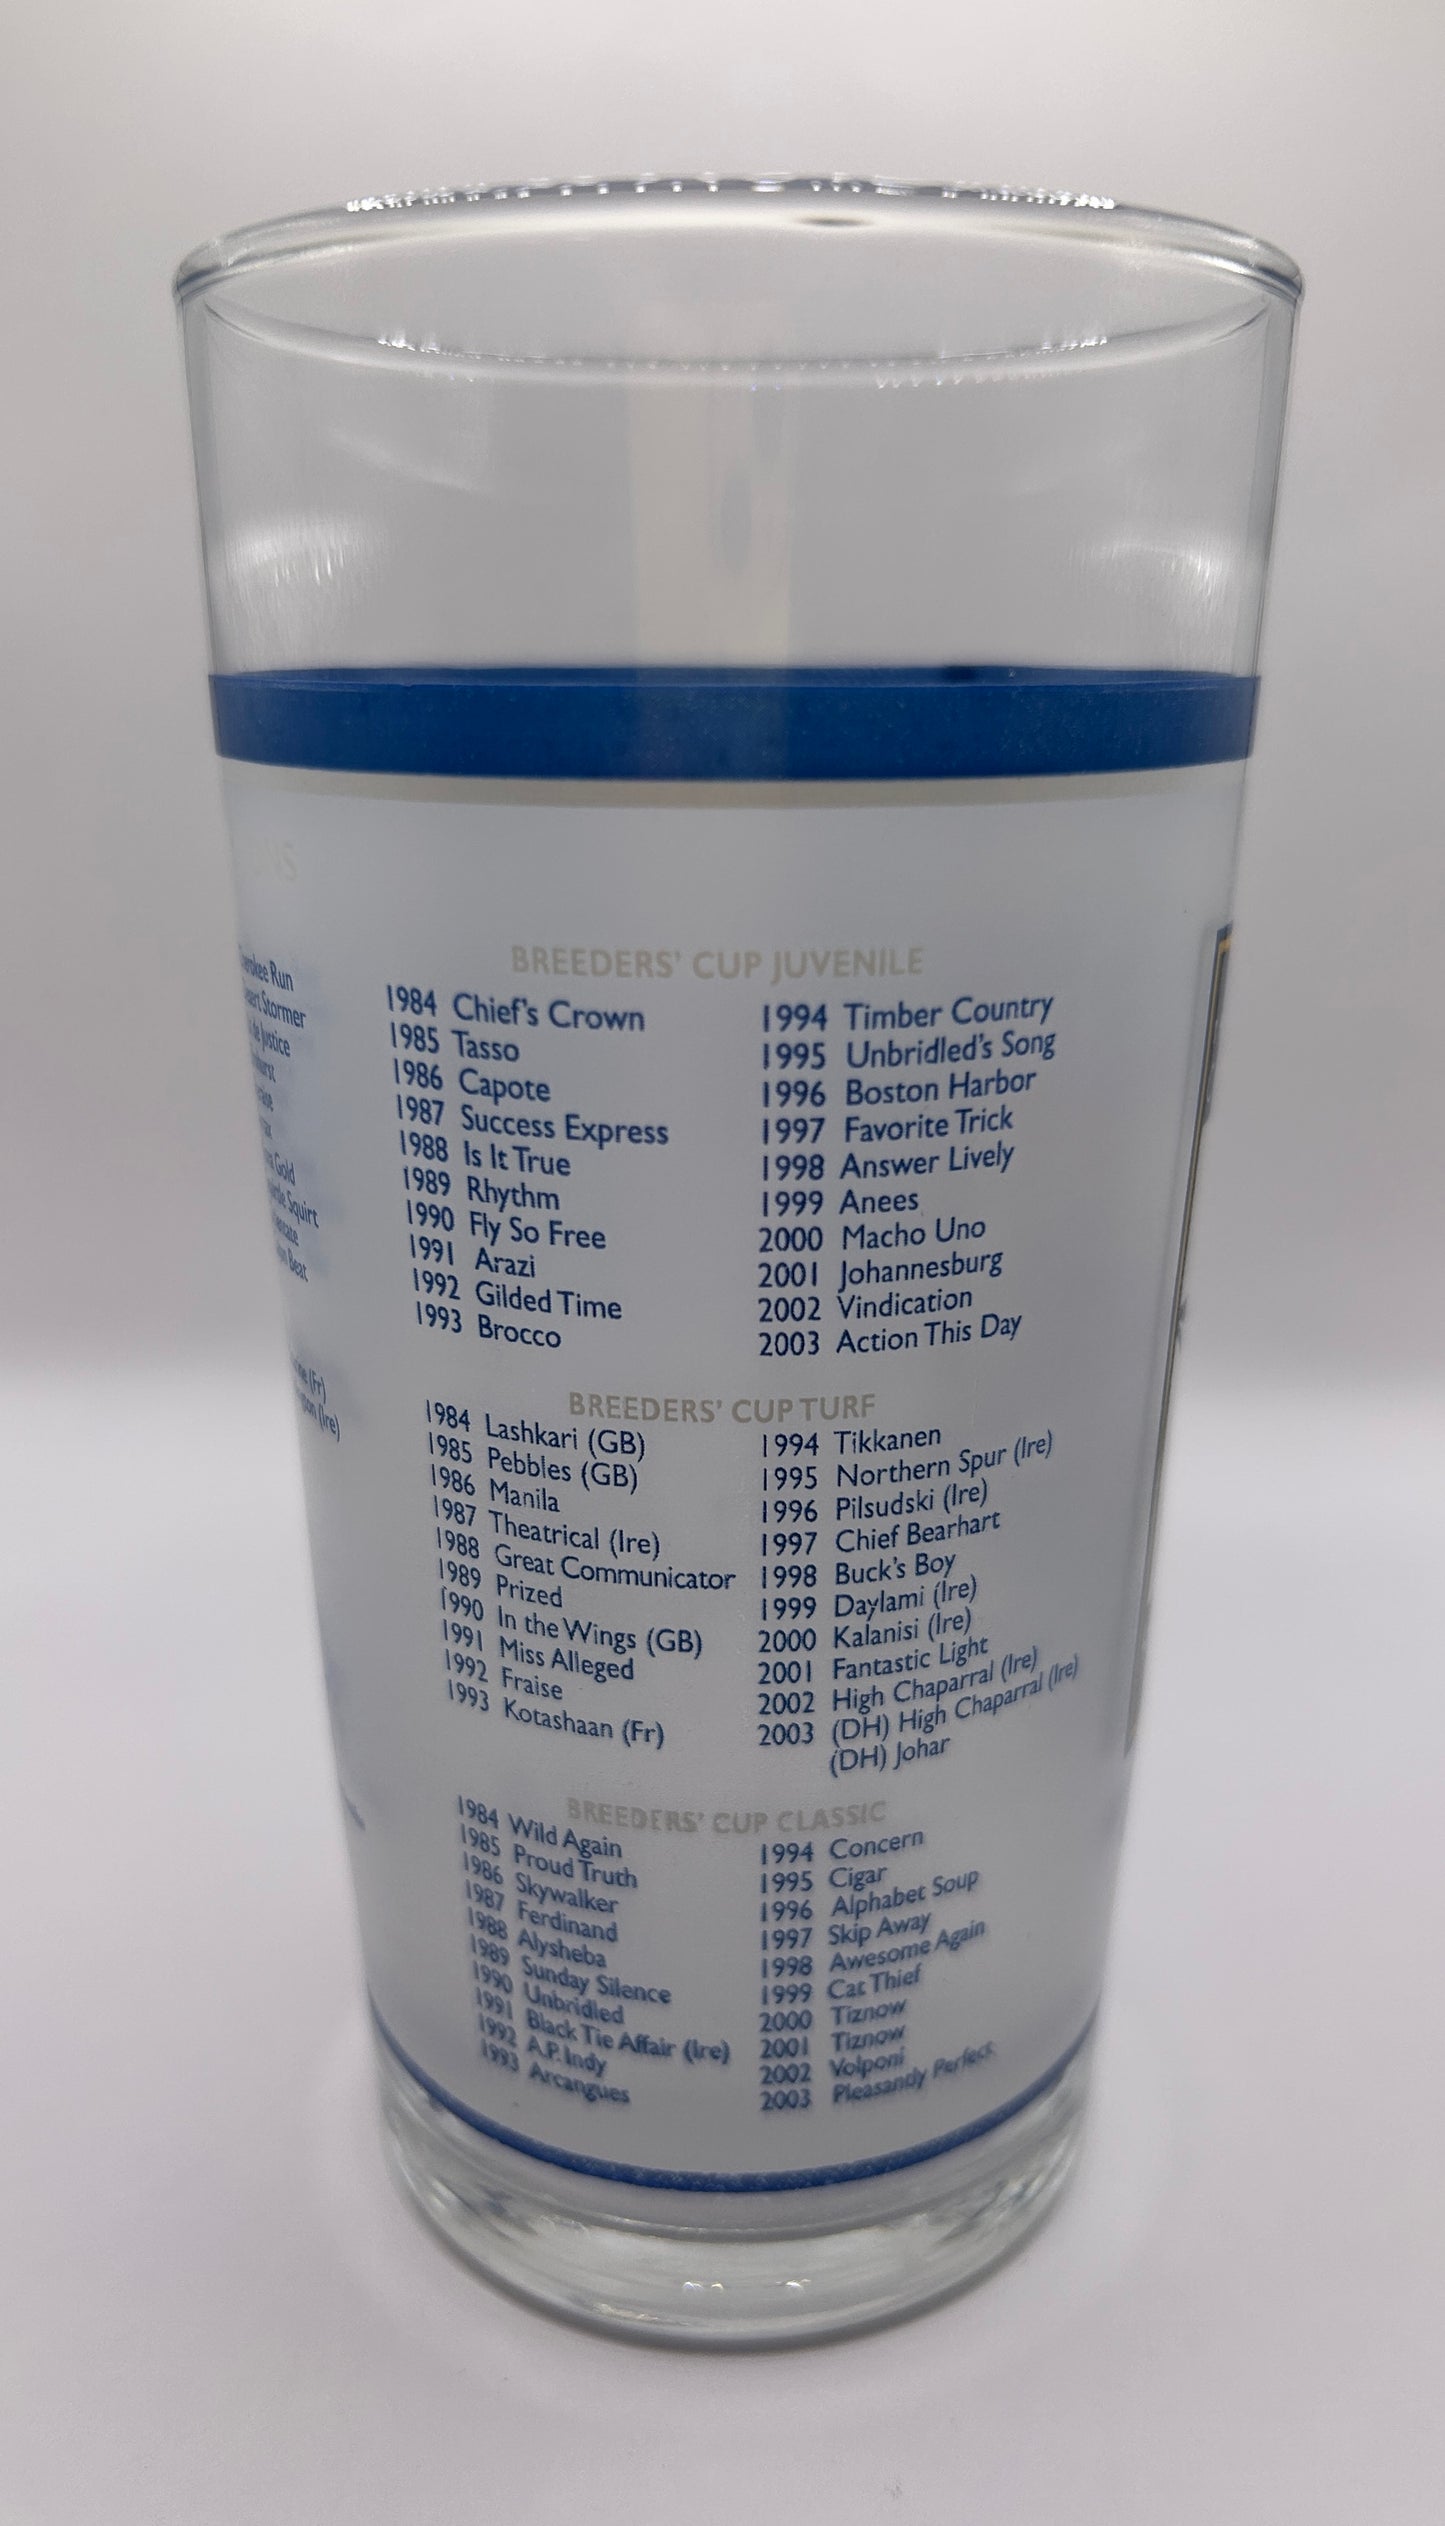 Run
Stormer
Justice
Gold
Squirt
Beat
(Fr)
(Ire)
BREEDERS' CUP JUVENILE
1984 Chief's Crown
1985 Tasso
1986 Capote
1987 Success Express
1988 Is It True
1989 Rhythm
1990 Fly So Free
1991 Arazi
1992 Gilded Time
1993 Brocco
1994 Timber Country
1995 Unbridled's Song
1996 Boston Harbor
1997 Favorite Trick
1998 Answer Lively
1999 Anees
2000 Macho Uno
2001 Johannesburg
2002 Vindication
2003 Action This Day
BREEDERS' CUP TURF
1984 Lashkari (GB)
1985 Pebbles (GB)
1986 Manila
1987 Theatrical (Ire)
1988 Great Communicator
1989 Prized
1990 In the Wings (GB)
1991 Miss Alleged
1992 Fraise
1993 Kotashaan (Fr)
1994 Tikkanen
1995 Northern Spur (Ire)
1996 Pilsudski (Ire)
1997 Chief Bearhart
1998 Buck's Boy
1999 Daylami (Ire)
2000 Kalanisi (Ire)
2001 Fantastic Light
2002 High Chaparral (Ire)
2003 (DH) High Chaparral (Ire)
(DH) Johar
BREEDERS' CUP CLASSIC
1984 Wild Again
1985 Proud Truth
1986 Skywalker
1987 Ferdinand
1988 Alysheba
1989 Sunday Silence
1990 Unbridled
1991 Black Tie Affair (Ire)
1992 A.P. Indy
1993 Arcangues
1994 Concern
1995 Cigar
1996 Alphabet Soup
1997 Skip Away
1998 Awesome Again
1999 Cat Thief
2000 Tiznow
2001 Tiznow
2002 Volponi
2003 Pleasantly Perfect